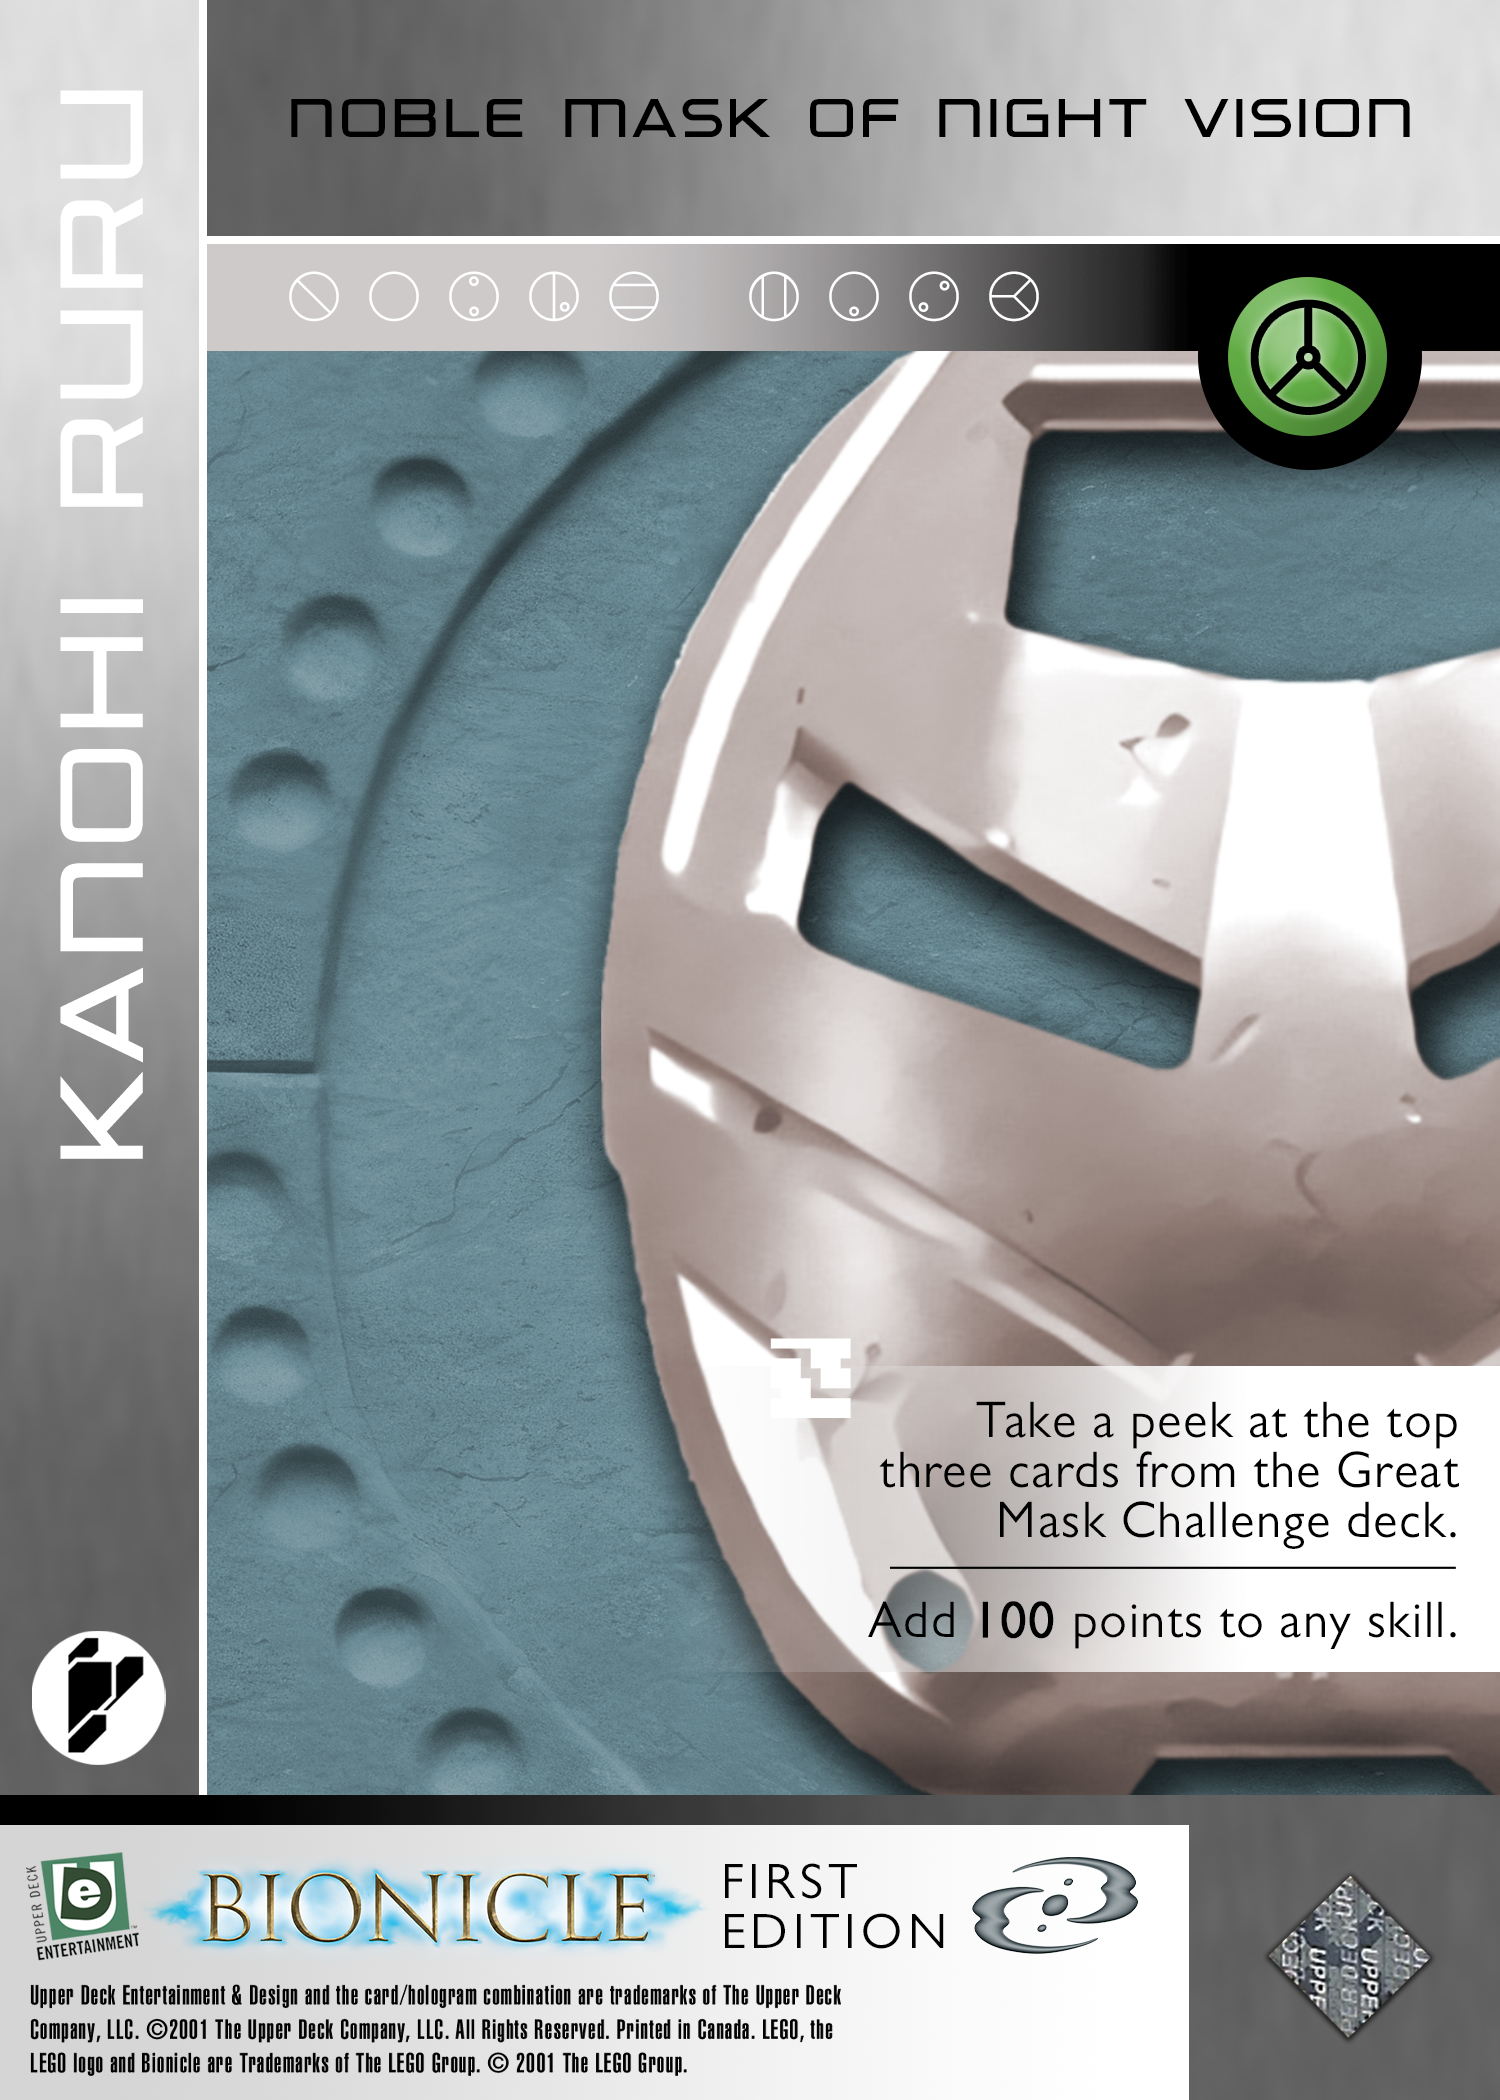 NOBLE MASK OF NIGHT VISION
KANOHI RURU
Take a peek at the top
three cards from the Great
Mask Challenge deck.
Add 100 points to any skill.
UPPER DECK
e
ENTERTAINMENT
BIONICLE
FIRST
EDITION
Upper Deck Entertainment & Design and the card/hologram combination are trademarks of The Upper Deck
Company, LLC. ©2001 The Upper Deck Company, LLC. All Rights Reserved. Printed in Canada. LEGO, the
LEGO logo and Bionicle are Trademarks of The LEGO Group. © 2001 The LEGO Group.